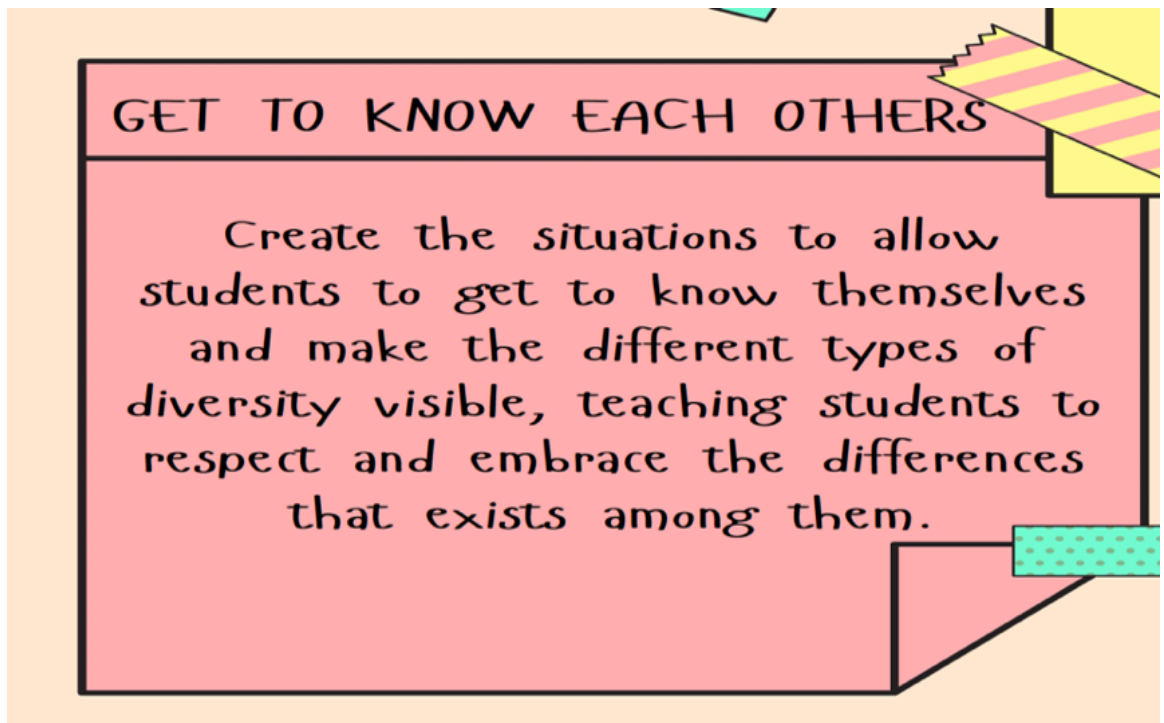 GET TO KNOW EACH OTHERS
Create the situations to allow
students to get to know themselves
and make the different types of
diversity visible, teaching students to
respect and embrace the differences
that exists among them.